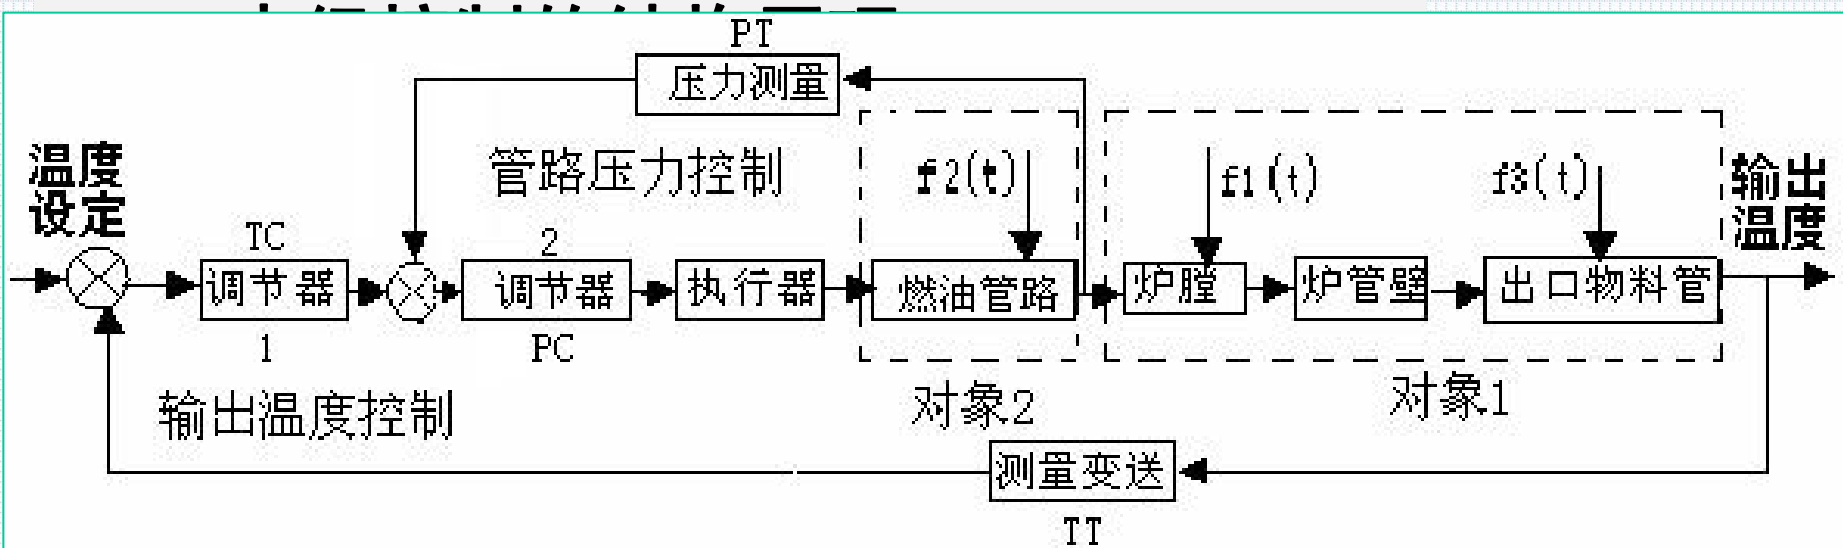 PT
压力测量
管路压力控制
f2(t)
f1(t)
f3(t)
温度
设定
输出
温度
TC
2
调节器
调节器
执行器
燃油管路
炉膛
炉管壁
出口物料管
1
PC
输出温度控制
对象2
对象1
测量变送
TT